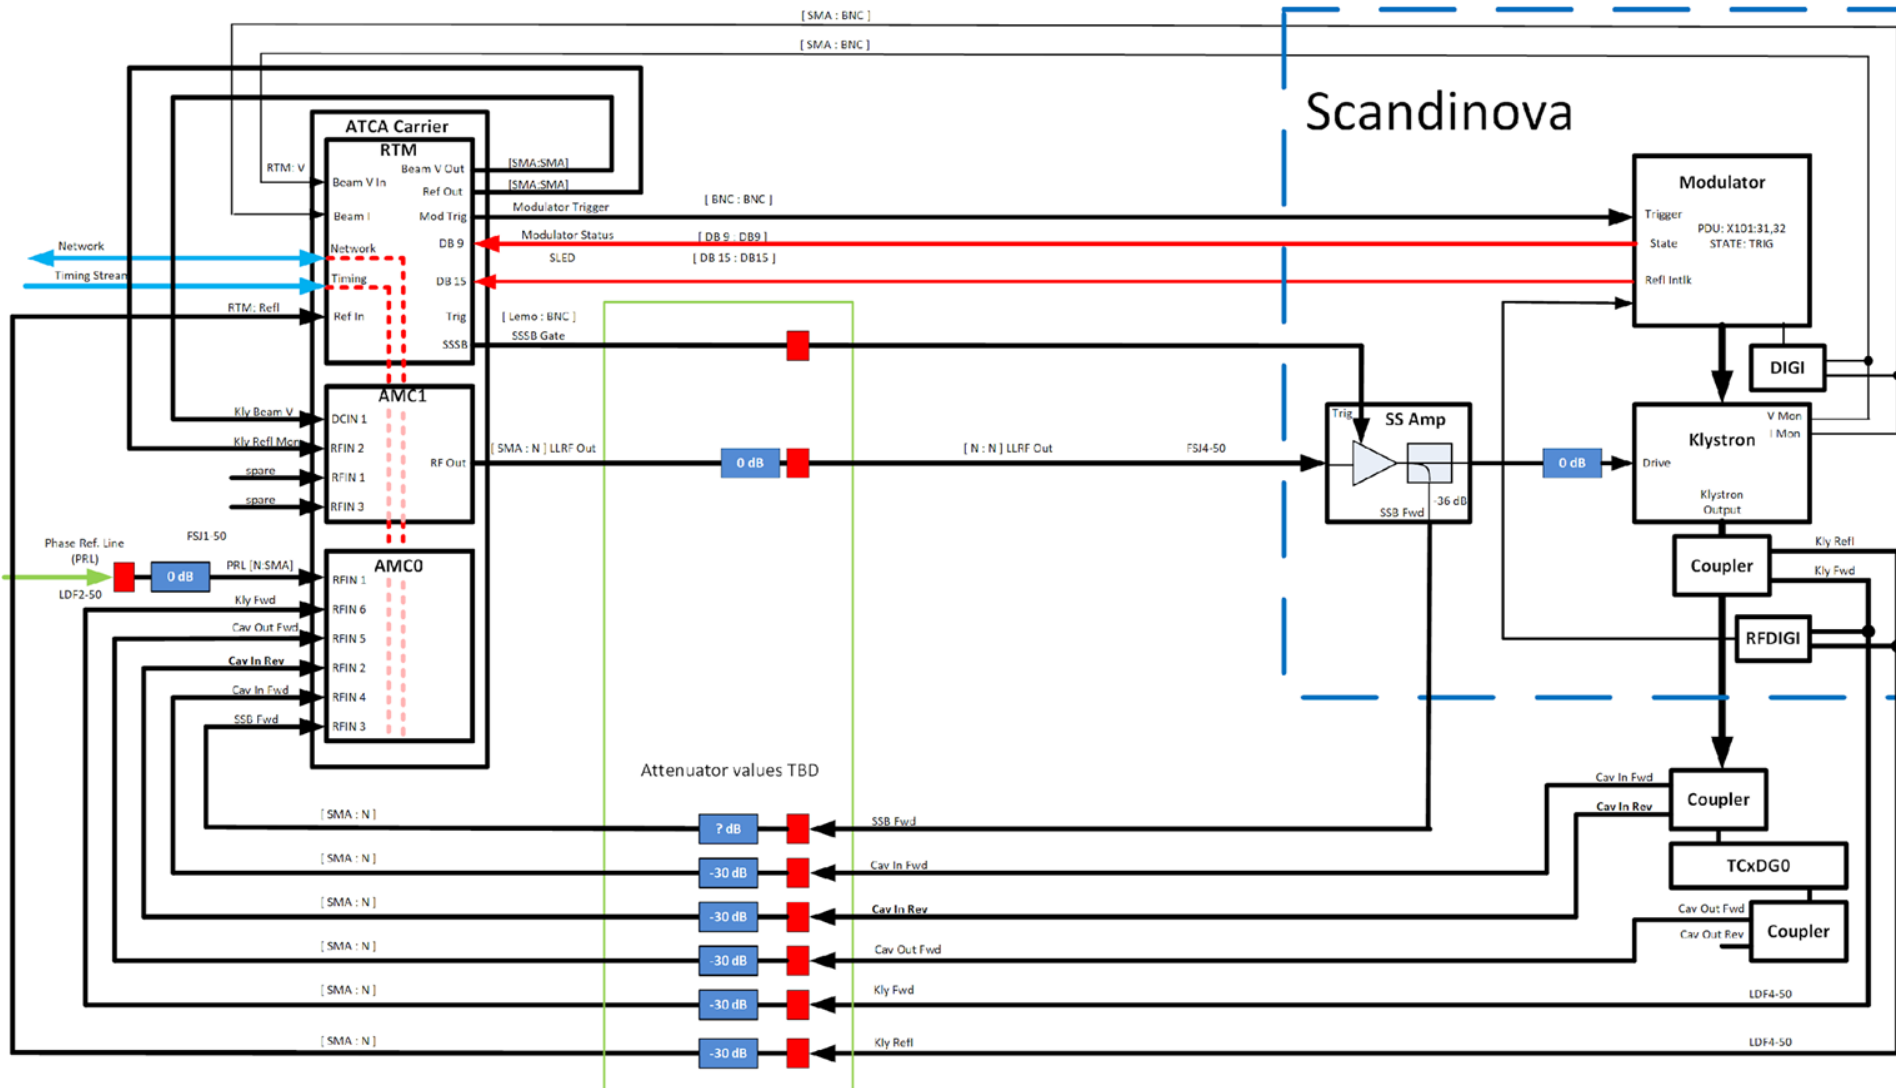 [ SMA : BNC ]
[ SMA : BNC ]
Scandinova
ATCA Carrier
RTM
RTM: V
Beam V In
Beam I
Beam V Out
Ref Out
Mod Trig
DB 9
DB 15
Trig
SSSB
[SMA:SMA]
[SMA:SMA]
Modulator Trigger
[ BNC : BNC ]
Modulator Status
[ DB 9 : DB9 ]
SLED
[ DB 15 : DB15 ]
Network
Network
Timing Stream
Timing
RTM: Refl
Ref In
[ Lemo : BNC ]
SSSB Gate
Modulator
Trigger
PDU: X101:31,32
State
STATE: TRIG
Refl Intlk
DIGI
V Mon
I Mon
Klystron
Drive
Klystron
Output
AMC1
Kly Beam V
DCIN 1
Kly Refl Mon
RFIN 2
spare
RFIN 1
spare
RFIN 3
RF Out
[ SMA : N ] LLRF Out
0 dB
[ N : N ] LLRF Out
FSJ4-50
Trig
SS Amp
-36 dB
SSB Fwd
0 dB
Phase Ref. Line
(PRL)
FSJ1-50
LDF2-50
0 dB
PRL [N:SMA]
AMC0
RFIN 1
Kly Fwd
RFIN 6
Cav Out Fwd
RFIN 5
Cav In Rev
RFIN 2
Cav In Fwd
RFIN 4
SSB Fwd
RFIN 3
Coupler
Kly Refl
Kly Fwd
RFDIGI
Attenuator values TBD
Cav In Fwd
Cav In Rev
Coupler
TCxDG0
Cav Out Fwd
Cav Out Rev
Coupler
[ SMA : N ]
? dB
SSB Fwd
[ SMA : N ]
-30 dB
Cav In Fwd
[ SMA : N ]
-30 dB
Cav In Rev
[ SMA : N ]
-30 dB
Cav Out Fwd
[ SMA : N ]
-30 dB
Kly Fwd
LDF4-50
[ SMA : N ]
-30 dB
Kly Refl
LDF4-50